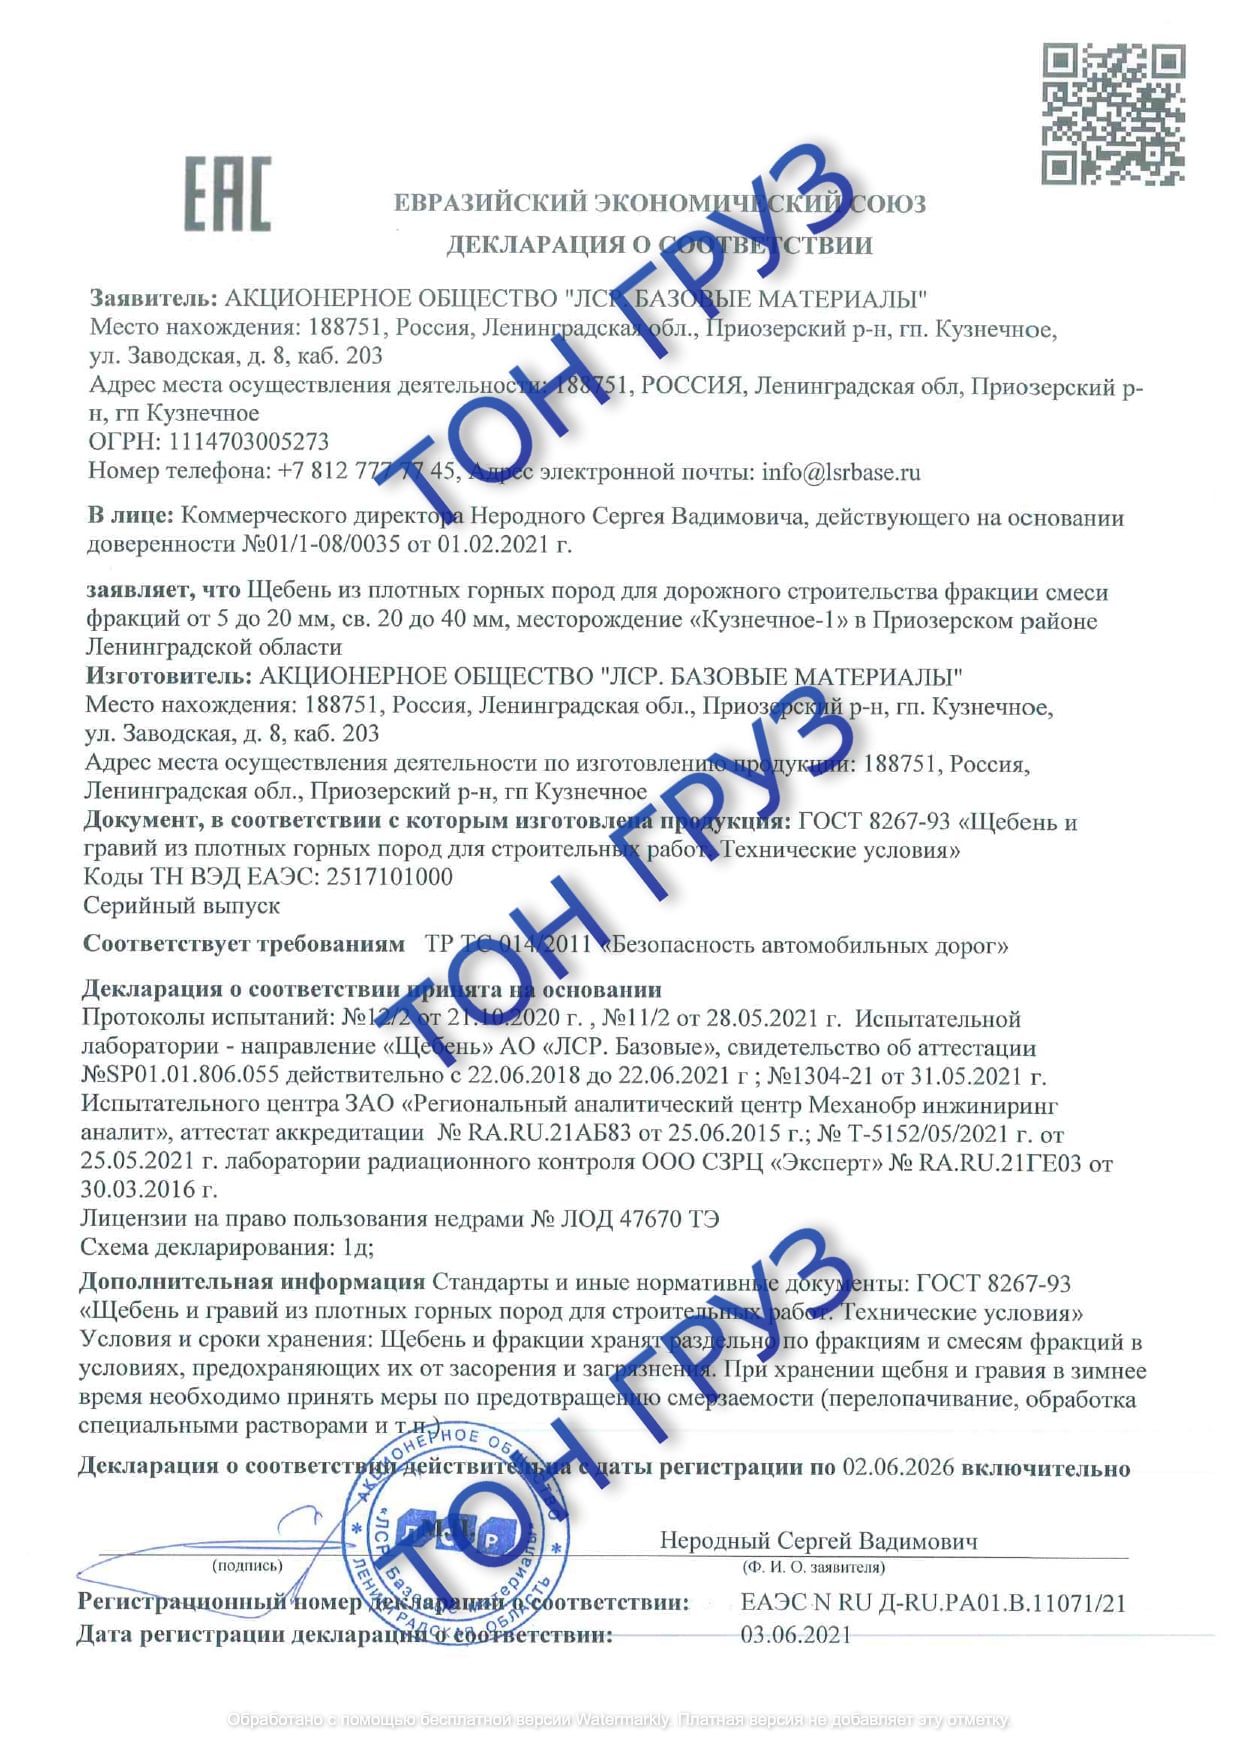 ЕАС
ЕВРАЗИЙСКИЙ ЭКОНОМИЧЕСКИЙ СОЮЗ
ДЕКЛАРАЦИЯ О СООТВЕТСТВИИ
Заявитель: АКЦИОНЕРНОЕ ОБЩЕСТВО "ЛСР. БАЗОВЫЕ МАТЕРИАЛЫ"
Место нахождения: 188751, Россия, Ленинградская обл., Приозерский р-н, гп. Кузнечное,
ул. Заводская, д. 8, каб. 203
Адрес места осуществления деятельности: 188751, РОССИЯ, Ленинградская обл, Приозерский р-
н, гп Кузнечное
ОГРН: 1114703005273
Номер телефона: +7 812 777 77 45, Адрес электронной почты: info@lsrbase.ru
В лице: Коммерческого директора Неродного Сергея Вадимовича, действующего на основании
доверенности №01/1-08/0035 от 01.02.2021 г.
заявляет, что Щебень из плотных горных пород для дорожного строительства фракции смеси
фракций от 5 до 20 мм, св. 20 до 40 мм, месторождение «Кузнечное-1» в Приозерском районе
Ленинградской области
Изготовитель: АКЦИОНЕРНОЕ ОБЩЕСТВО "ЛСР. БАЗОВЫЕ МАТЕРИАЛЫ"
Место нахождения: 188751, Россия, Ленинградская обл., Приозерский р-н, гп. Кузнечное,
ул. Заводская, д. 8, каб. 203
Адрес места осуществления деятельности по изготовлению продукции: 188751, Россия,
Ленинградская обл., Приозерский р-н, гп Кузнечное
Документ, в соответствии с которым изготовлена продукция: ГОСТ 8267-93 «Щебень и
гравий из плотных горных пород для строительных работ. Технические условия»
Коды ТН ВЭД ЕАЭС: 2517101000
Серийный выпуск
Соответствует требованиям ТР ТС 014/2011 «Безопасность автомобильных дорог»
Декларация о соответствии принята на основании
Протоколы испытаний: №12/2 от 21.10.2020 г. , №11/2 от 28.05.2021 г. Испытательной
лаборатории - направление «Щебень» АО «ЛСР. Базовые», свидетельство об аттестации
№SP01.01.806.055 действительно с 22.06.2018 до 22.06.2021 г ; №1304-21 от 31.05.2021 г.
Испытательного центра ЗАО «Региональный аналитический центр Механобр инжиниринг
аналит», аттестат аккредитации № RA.RU.21АБ83 от 25.06.2015 г.; № Т-5152/05/2021 г. от
25.05.2021 г. лаборатории радиационного контроля ООО СЗРЦ «Эксперт» № RA.RU.21ГЕ03 от
30.03.2016 г.
Лицензии на право пользования недрами № ЛОД 47670 ТЭ
Схема декларирования: 1д;
Дополнительная информация Стандарты и иные нормативные документы: ГОСТ 8267-93
«Щебень и гравий из плотных горных пород для строительных работ. Технические условия»
Условия и сроки хранения: Щебень и фракции хранят раздельно по фракциям и смесям фракций в
условиях, предохраняющих их от засорения и загрязнения. При хранении щебня и гравия в зимнее
время необходимо принять меры по предотвращению смерзаемости (перелопачивание, обработка
специальными растворами и т.п.)
Декларация о соответствии действительна с даты регистрации по 02.06.2026 включительно
М.П.
АКЦИОНЕРНОЕ ОБЩЕСТВО
ЛЕНИНГРАДСКАЯ ОБЛАСТЬ
«ЛСР. Базовые материалы»
ЛСР
Неродный Сергей Вадимович
(подпись) (Ф. И. О. заявителя)
Регистрационный номер декларации о соответствии: ЕАЭС N RU Д-RU.РА01.В.11071/21
Дата регистрации декларации о соответствии: 03.06.2021
ТОН ГРУЗ
ТОН ГРУЗ
ТОН ГРУЗ
Обработано с помощью бесплатной версии Watermarkly. Платная версия не добавляет эту отметку.